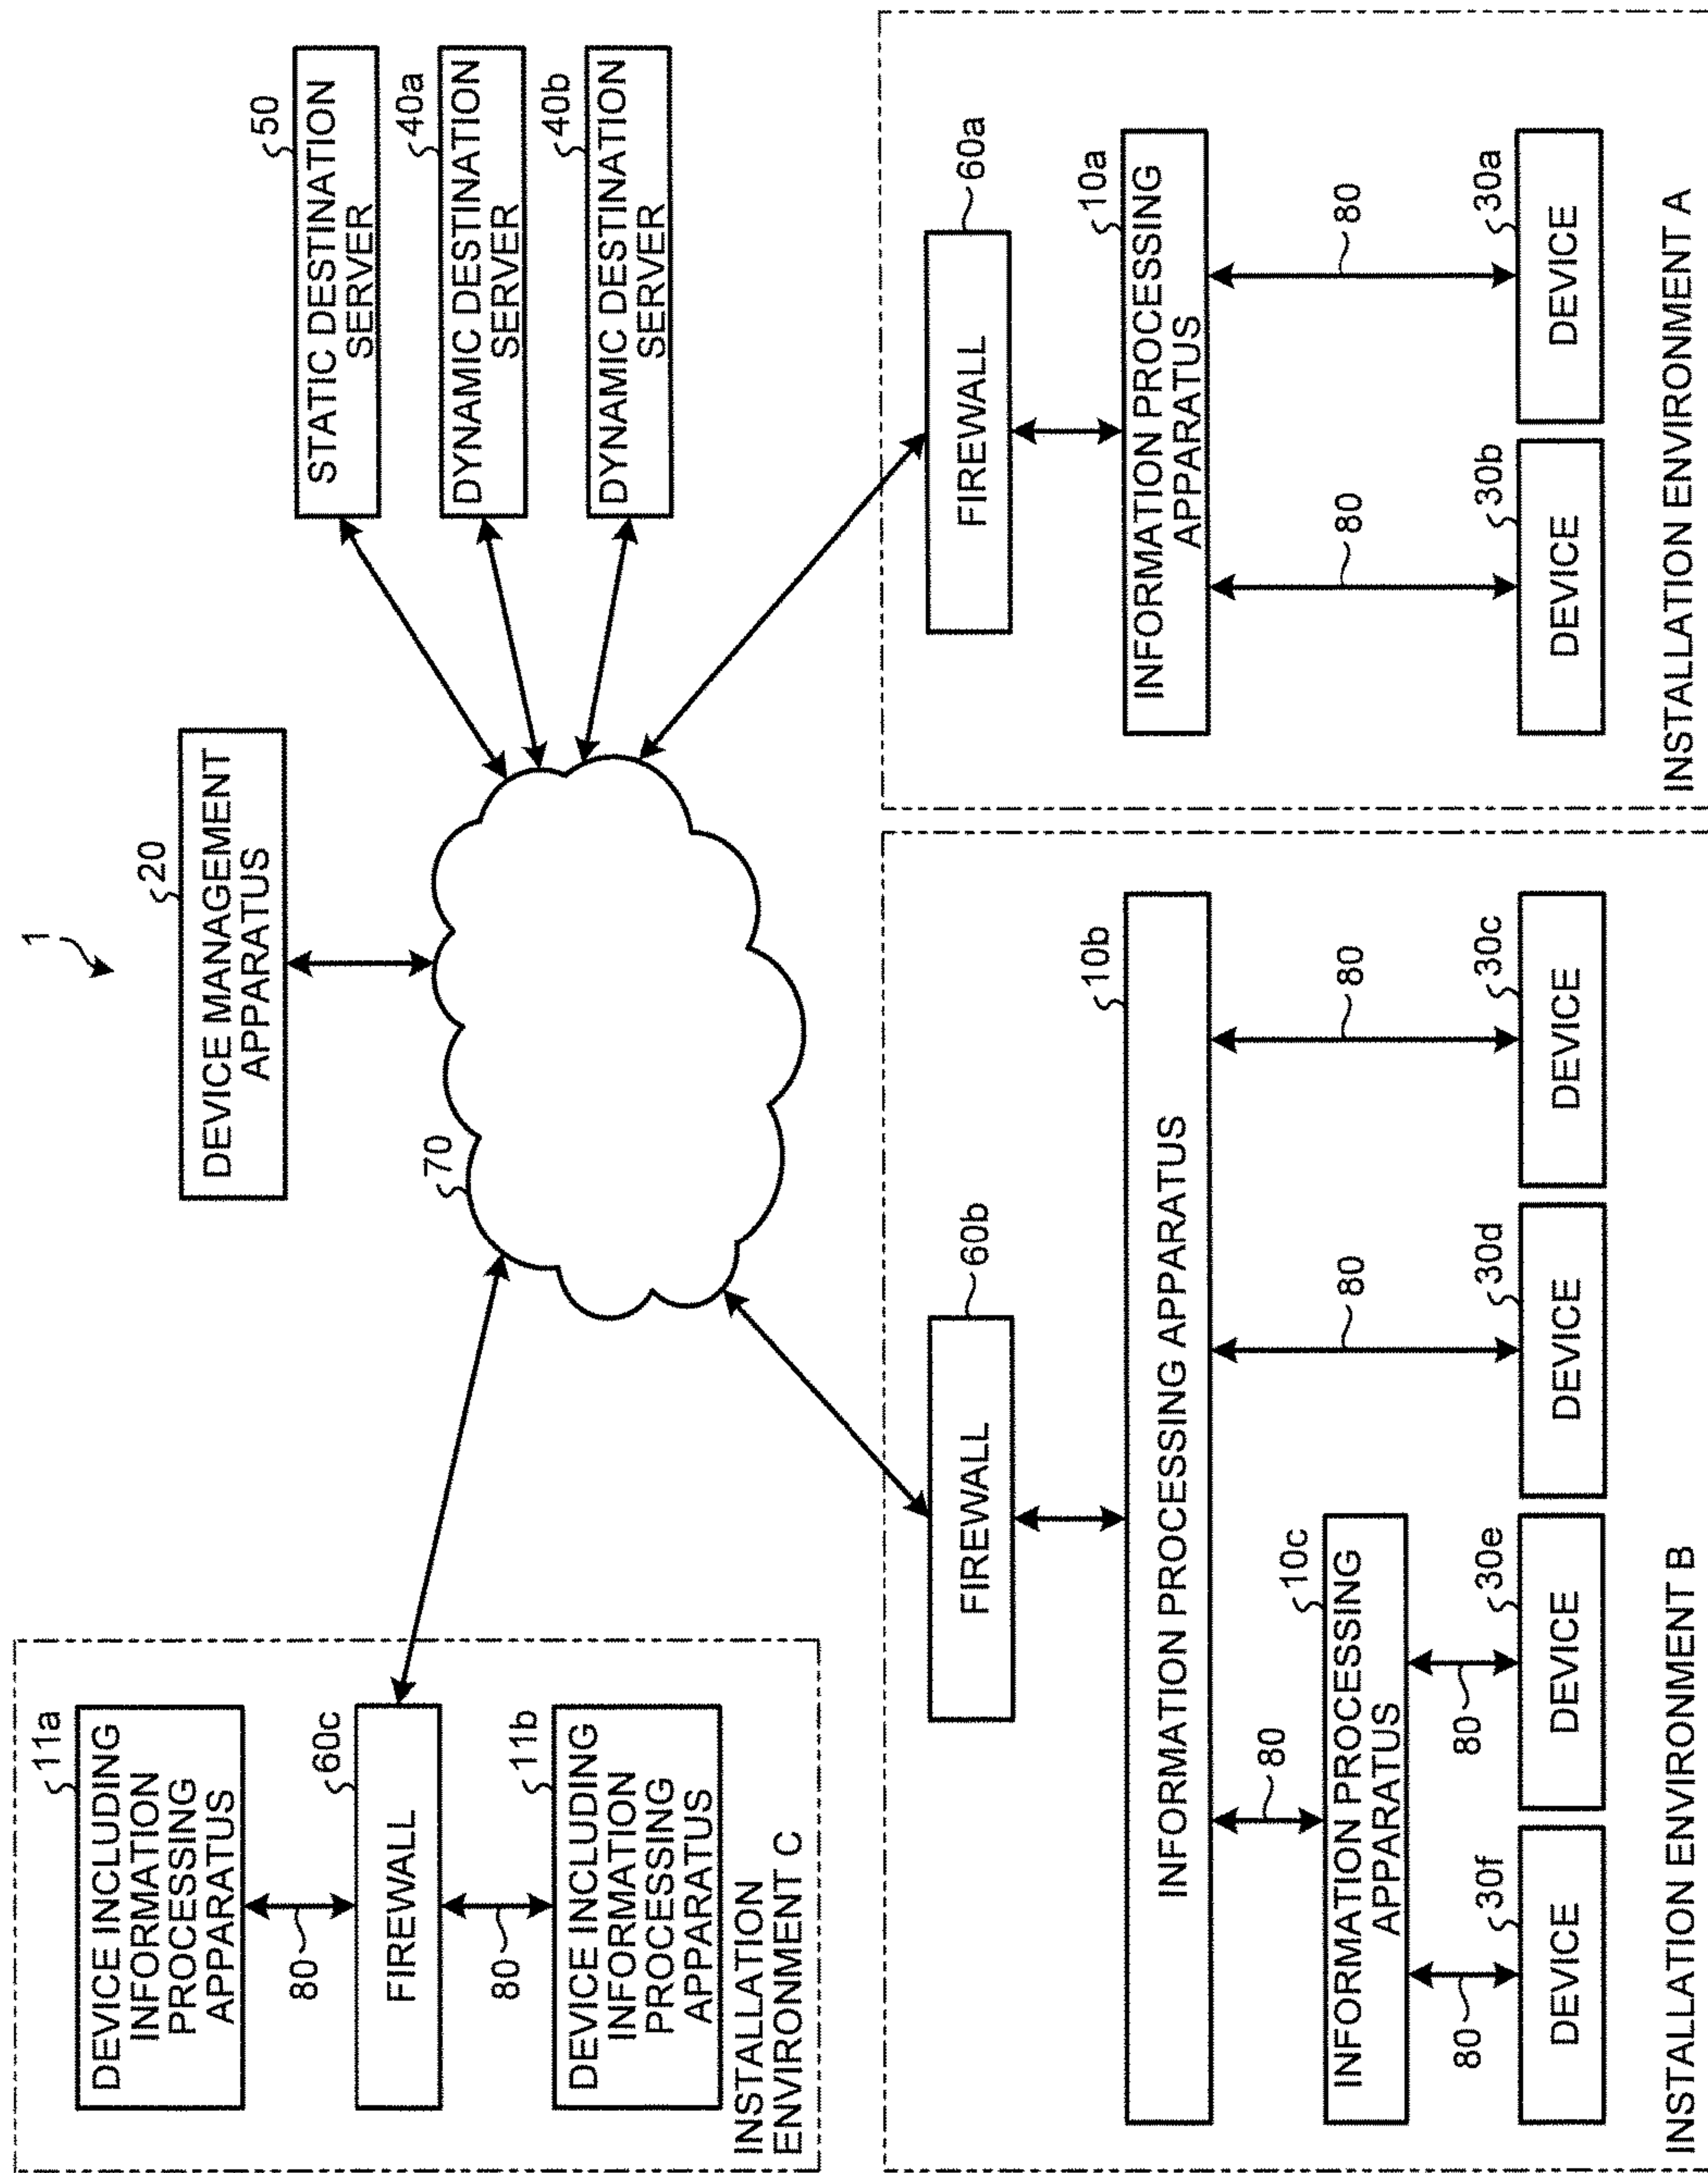 1
20
DEVICE MANAGEMENT
APPARATUS
50
STATIC DESTINATION
SERVER
40a
DYNAMIC DESTINATION
SERVER
40b
DYNAMIC DESTINATION
SERVER
70
11a
DEVICE INCLUDING
INFORMATION
PROCESSING
APPARATUS
80
60c
FIREWALL
80
11b
DEVICE INCLUDING
INFORMATION
PROCESSING
APPARATUS
INSTALLATION
ENVIRONMENT C
60b
FIREWALL
10b
INFORMATION PROCESSING APPARATUS
80
10c
INFORMATION PROCESSING
APPARATUS
80
80
80
80
30f
DEVICE
30e
DEVICE
30d
DEVICE
30c
DEVICE
INSTALLATION ENVIRONMENT B
60a
FIREWALL
10a
INFORMATION PROCESSING
APPARATUS
80
80
30b
DEVICE
30a
DEVICE
INSTALLATION ENVIRONMENT A